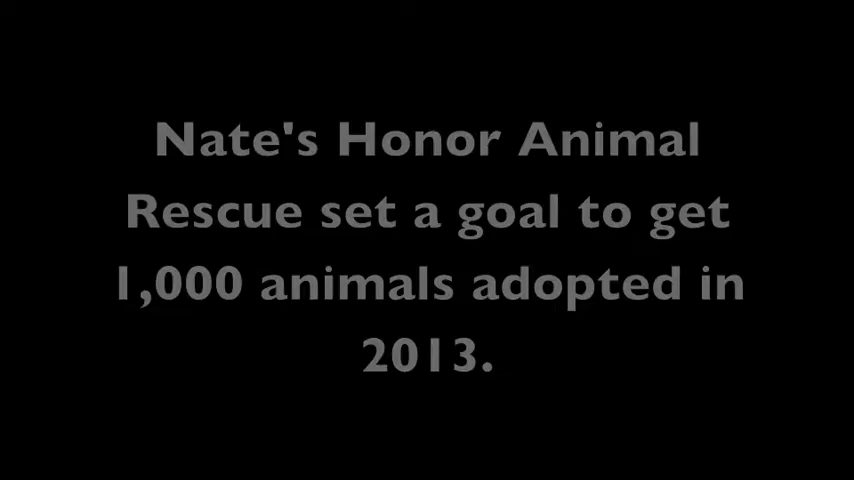 Nate's Honor Animal
Rescue set a goal to get
1,000 animals adopted in
2013.